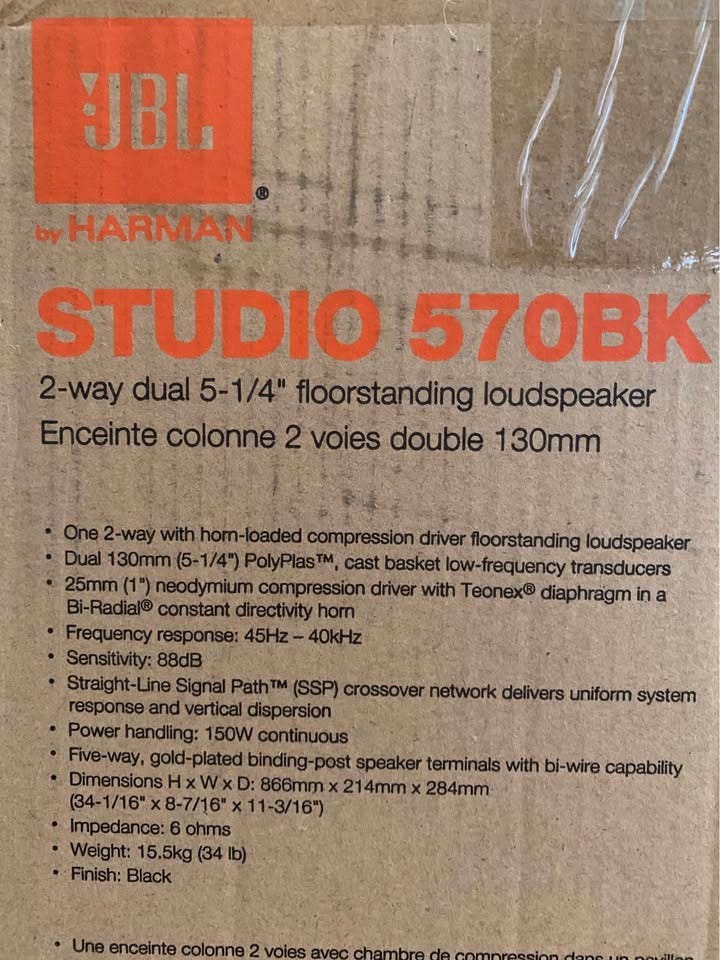 JBL®
by HARMAN
STUDIO 570BK
2-way dual 5-1/4" floorstanding loudspeaker
Enceinte colonne 2 voies double 130mm
• One 2-way with horn-loaded compression driver floorstanding loudspeaker
• Dual 130mm (5-1/4") PolyPlas™, cast basket low-frequency transducers
• 25mm (1") neodymium compression driver with Teonex® diaphragm in a
Bi-Radial® constant directivity horn
• Frequency response: 45Hz – 40kHz
• Sensitivity: 88dB
• Straight-Line Signal Path™ (SSP) crossover network delivers uniform system
response and vertical dispersion
• Power handling: 150W continuous
• Five-way, gold-plated binding-post speaker terminals with bi-wire capability
• Dimensions H x W x D: 866mm x 214mm x 284mm
(34-1/16" x 8-7/16" x 11-3/16")
• Impedance: 6 ohms
• Weight: 15.5kg (34 lb)
• Finish: Black
• Une enceinte colonne 2 voies avec chambre de compression dans un